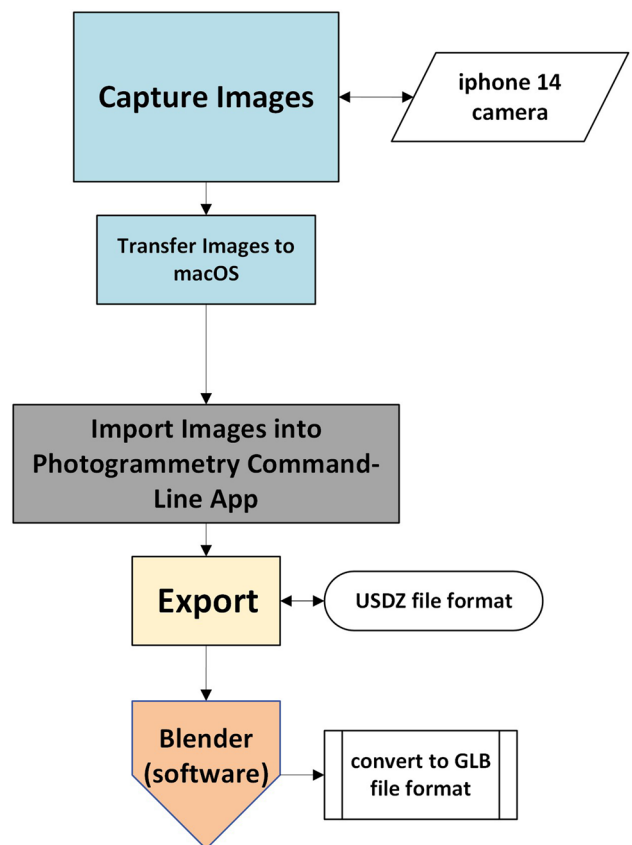 Capture Images
iphone 14
camera
Transfer Images to
macOS
Import Images into
Photogrammetry Command-
Line App
Export
USDZ file format
Blender
(software)
convert to GLB
file format